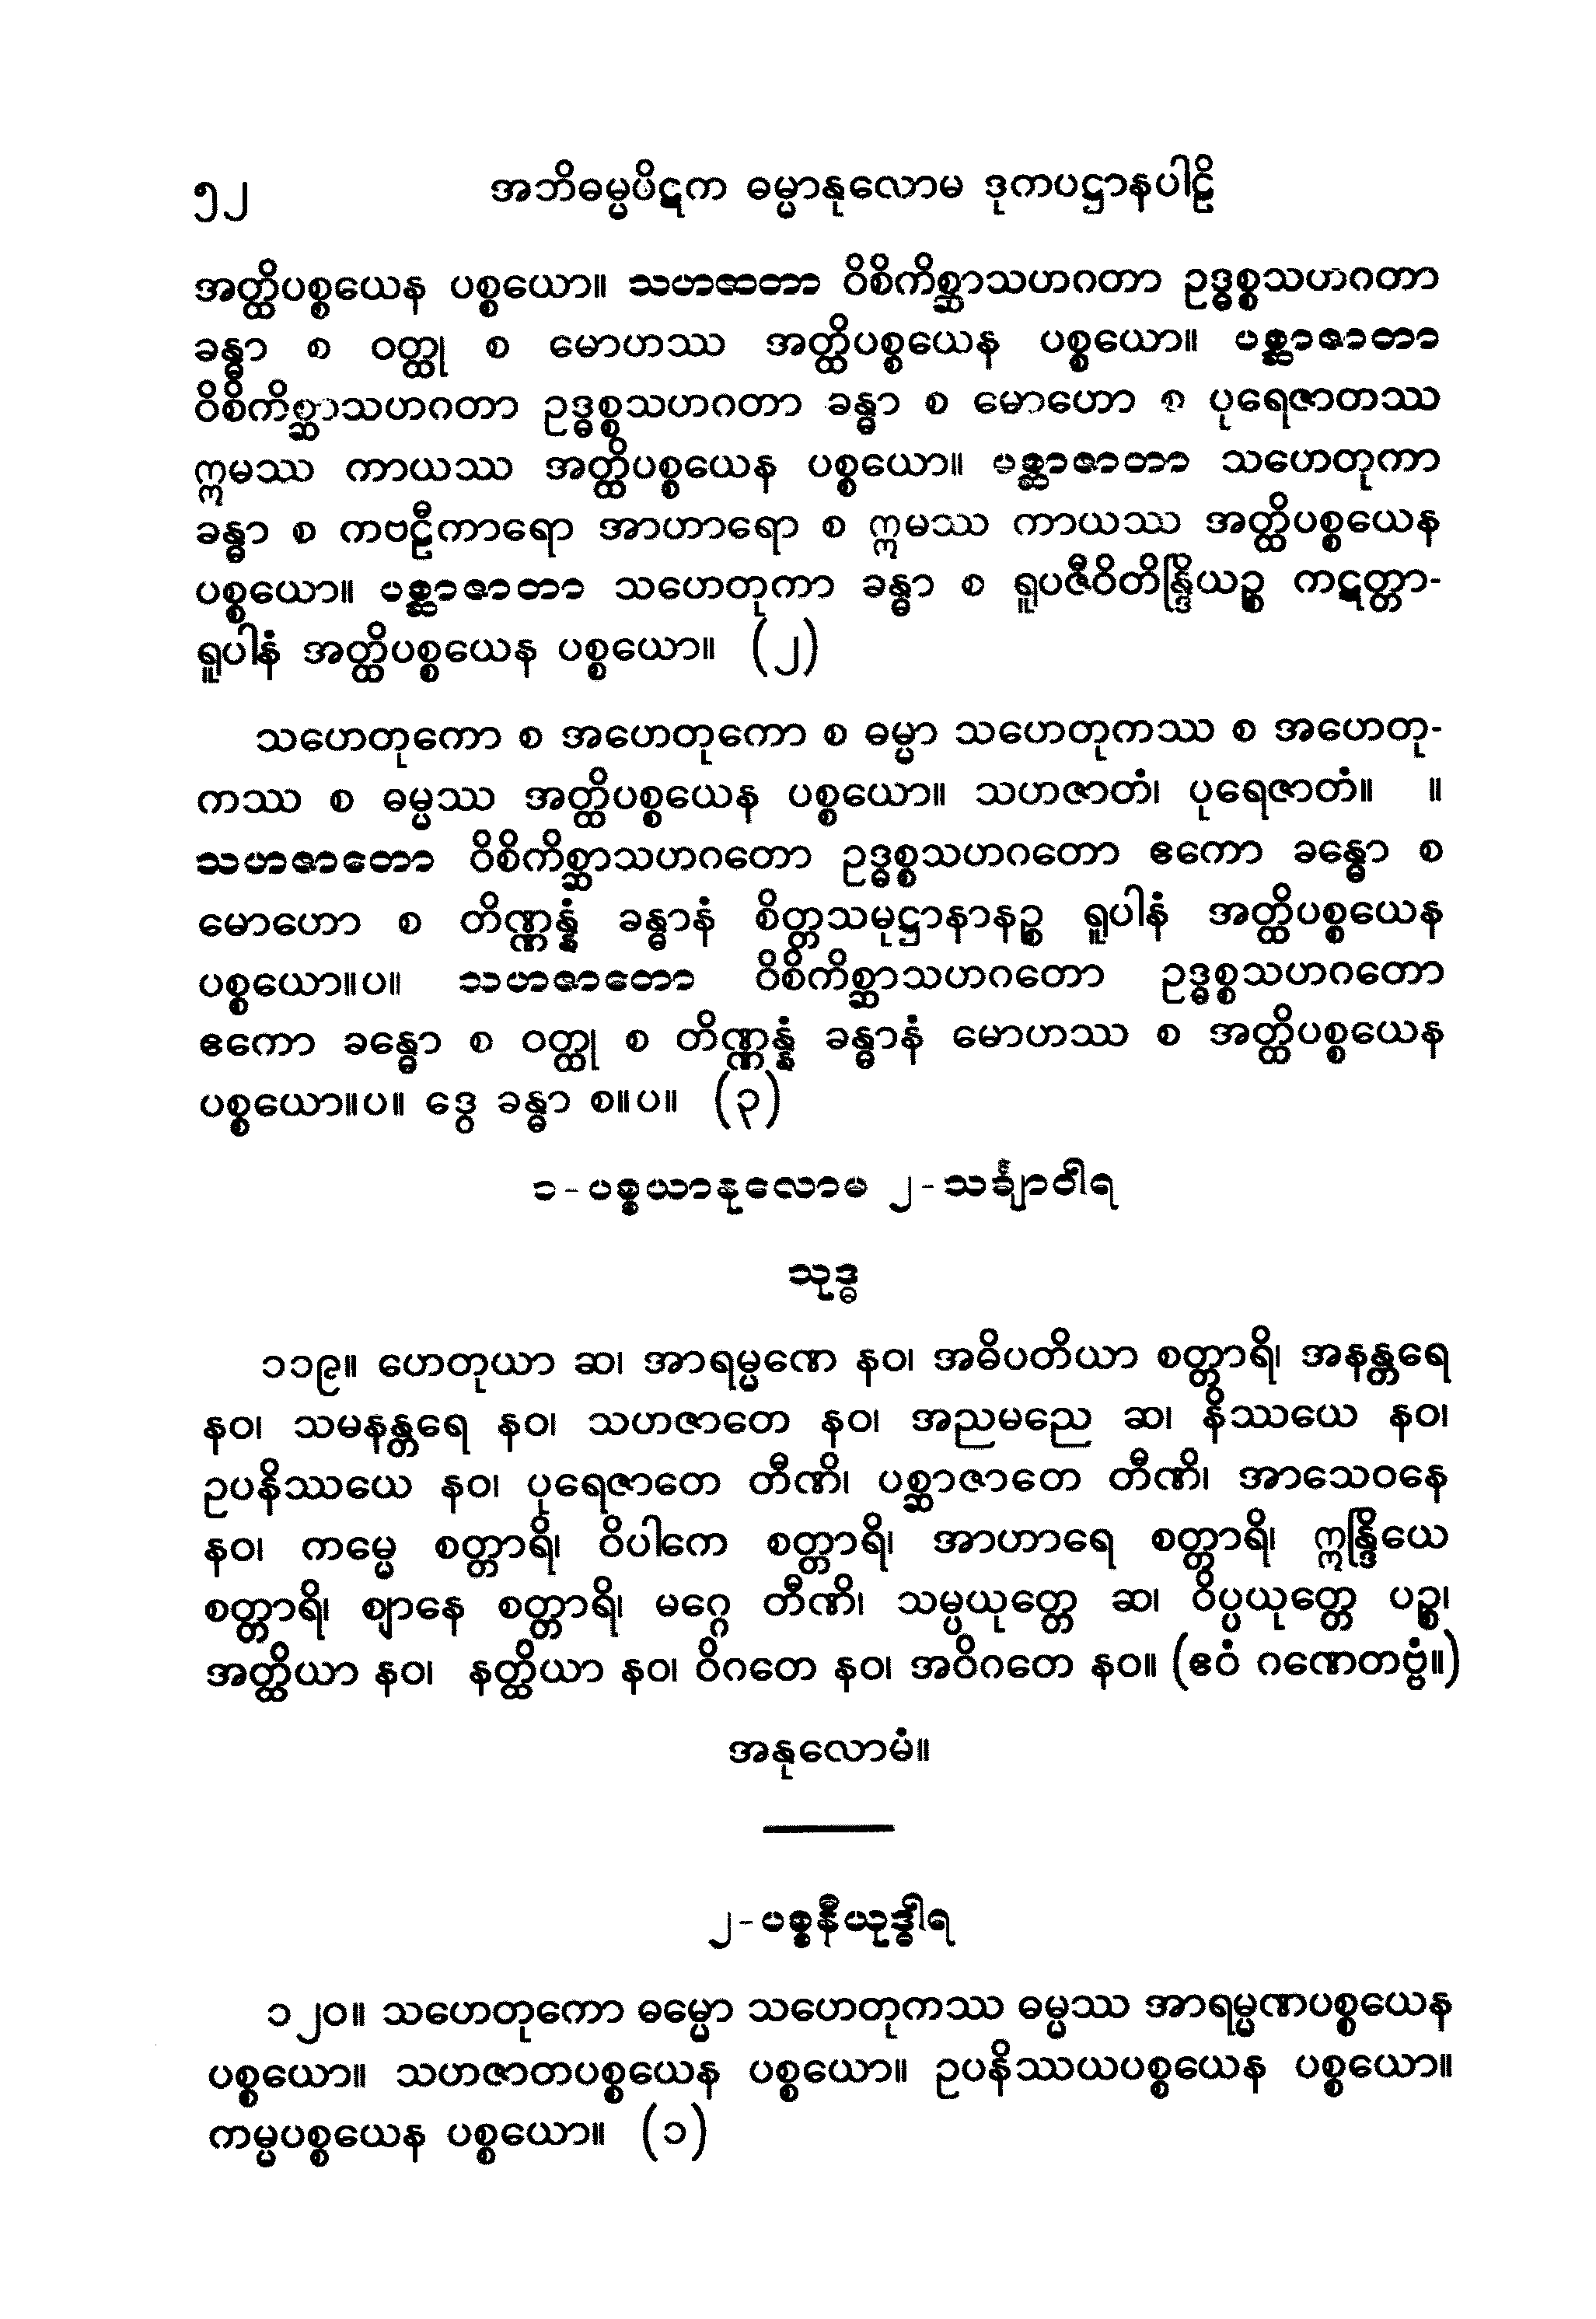 ၅၂ အဘိဓမ္မပိဋက ဓမ္မာနုလောမ ဒုကပဋ္ဌာနပါဠိ
အတ္ထိပစ္စယေန ပစ္စယော။ သဟဇာတာ ဝိစိကိစ္ဆာသဟဂတာ ဥဒ္ဓစ္စသဟဂတာ
ခန္ဓာ စ ဝတ္ထု စ မောဟဿ အတ္ထိပစ္စယေန ပစ္စယော။ ပစ္ဆာဇာတာ
ဝိစိကိစ္ဆာသဟဂတာ ဥဒ္ဓစ္စသဟဂတာ ခန္ဓာ စ မောဟော စ ပုရေဇာတဿ
ဣမဿ ကာယဿ အတ္ထိပစ္စယေန ပစ္စယော။ ပစ္ဆာဇာတာ သဟေတုကာ
ခန္ဓာ စ ကဗဠီကာရော အာဟာရော စ ဣမဿ ကာယဿ အတ္ထိပစ္စယေန
ပစ္စယော။ ပစ္ဆာဇာတာ သဟေတုကာ ခန္ဓာ စ ရူပဇီဝိတိန္ဒြိယဉ္စ ကဋတ္တာ-
ရူပါနံ အတ္ထိပစ္စယေန ပစ္စယော။ (၂)
သဟေတုကော စ အဟေတုကော စ ဓမ္မာ သဟေတုကဿ စ အဟေတု-
ကဿ စ ဓမ္မဿ အတ္ထိပစ္စယေန ပစ္စယော။ သဟဇာတံ၊ ပုရေဇာတံ။ ။
သဟဇာတော ဝိစိကိစ္ဆာသဟဂတော ဥဒ္ဓစ္စသဟဂတော ဧကော ခန္ဓော စ
မောဟော စ တိဏ္ဏန္နံ ခန္ဓာနံ စိတ္တသမုဋ္ဌာနာနဉ္စ ရူပါနံ အတ္ထိပစ္စယေန
ပစ္စယော။ပ။ သဟဇာတော ဝိစိကိစ္ဆာသဟဂတော ဥဒ္ဓစ္စသဟဂတော
ဧကော ခန္ဓော စ ဝတ္ထု စ တိဏ္ဏန္နံ ခန္ဓာနံ မောဟဿ စ အတ္ထိပစ္စယေန
ပစ္စယော။ပ။ ဒွေ ခန္ဓာ စ။ပ။ (၃)
၁-ပစ္စယာနုလောမ ၂-သင်္ချာဝါရ
သုဒ္ဓ
၁၁၉။ ဟေတုယာ ဆ၊ အာရမ္မဏေ နဝ၊ အဓိပတိယာ စတ္တာရိ၊ အနန္တရေ
နဝ၊ သမနန္တရေ နဝ၊ သဟဇာတေ နဝ၊ အညမညေ ဆ၊ နိဿယေ နဝ၊
ဥပနိဿယေ နဝ၊ ပုရေဇာတေ တီဏိ၊ ပစ္ဆာဇာတေ တီဏိ၊ အာသေဝနေ
နဝ၊ ကမ္မေ စတ္တာရိ၊ ဝိပါကေ စတ္တာရိ၊ အာဟာရေ စတ္တာရိ၊ ဣန္ဒြိယေ
စတ္တာရိ၊ ဈာနေ စတ္တာရိ၊ မဂ္ဂေ တီဏိ၊ သမ္ပယုတ္တေ ဆ၊ ဝိပ္ပယုတ္တေ ပဉ္စ၊
အတ္ထိယာ နဝ၊ နတ္ထိယာ နဝ၊ ဝိဂတေ နဝ၊ အဝိဂတေ နဝ။ (ဧဝံ ဂဏေတဗ္ဗံ။)
အနုလောမံ။
၂-ပစ္စနီယုဒ္ဓါရ
၁၂၀။ သဟေတုကော ဓမ္မော သဟေတုကဿ ဓမ္မဿ အာရမ္မဏပစ္စယေန
ပစ္စယော။ သဟဇာတပစ္စယေန ပစ္စယော။ ဥပနိဿယပစ္စယေန ပစ္စယော။
ကမ္မပစ္စယေန ပစ္စယော။ (၁)